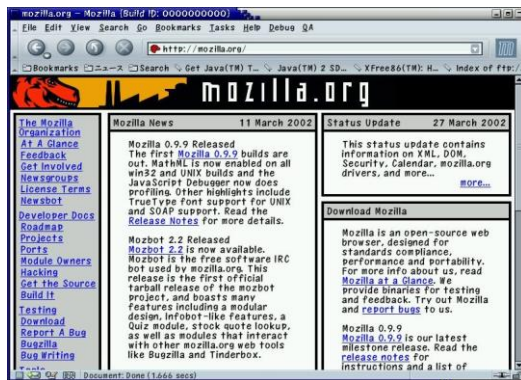 mozilla.org - Mozilla {Build ID: 0000000000}
File Edit View Search Go Bookmarks Tasks Help Debug QA
http://mozilla.org/
Bookmarks ニュース Search Get Java(TM) T... Java(TM) 2 SD... XFree86(TM): H... Index of ftp:/
mozilla.org
The Mozilla
Organization
At A Glance
Feedback
Get Involved
Newsgroups
License Terms
Newsbot
Developer Docs
Roadmap
Projects
Ports
Module Owners
Hacking
Get the Source
Build It
Testing
Download
Report A Bug
Bugzilla
Bug Writing
Tools
Mozilla News 11 March 2002
Mozilla 0.9.9 Released
The first Mozilla 0.9.9 builds are
out. MathML is now enabled on all
win32 and UNIX builds and the
JavaScript Debugger now does
profiling. Other highlights include
TrueType font support for UNIX
and SOAP support. Read the
Release Notes for more details.
Mozbot 2.2 Released
Mozbot 2.2 is now available.
Mozbot is the free software IRC
bot used by mozilla.org. This
release is the first official
tarball release of the mozbot
project, and boasts many
features including a modular
design, Infobot-like features, a
Quiz module, stock quote lookup,
as well as modules that interact
with other mozilla.org web tools
like Bugzilla and Tinderbox.
Status Update 27 March 2002
This status update contains
information on XML, DOM,
Security, Calendar, mozilla.org
drivers, and more...
more...
Download Mozilla
Mozilla is an open-source web
browser, designed for
standards compliance,
performance and portability.
For more info about us, read
Mozilla at a Glance. We
provide binaries for testing
and feedback. Try out Mozilla
and report bugs to us.
Mozilla 0.9.9
Mozilla 0.9.9 is our latest
milestone release. Read the
release notes for
instructions and a list of
Document: Done (1.666 secs)